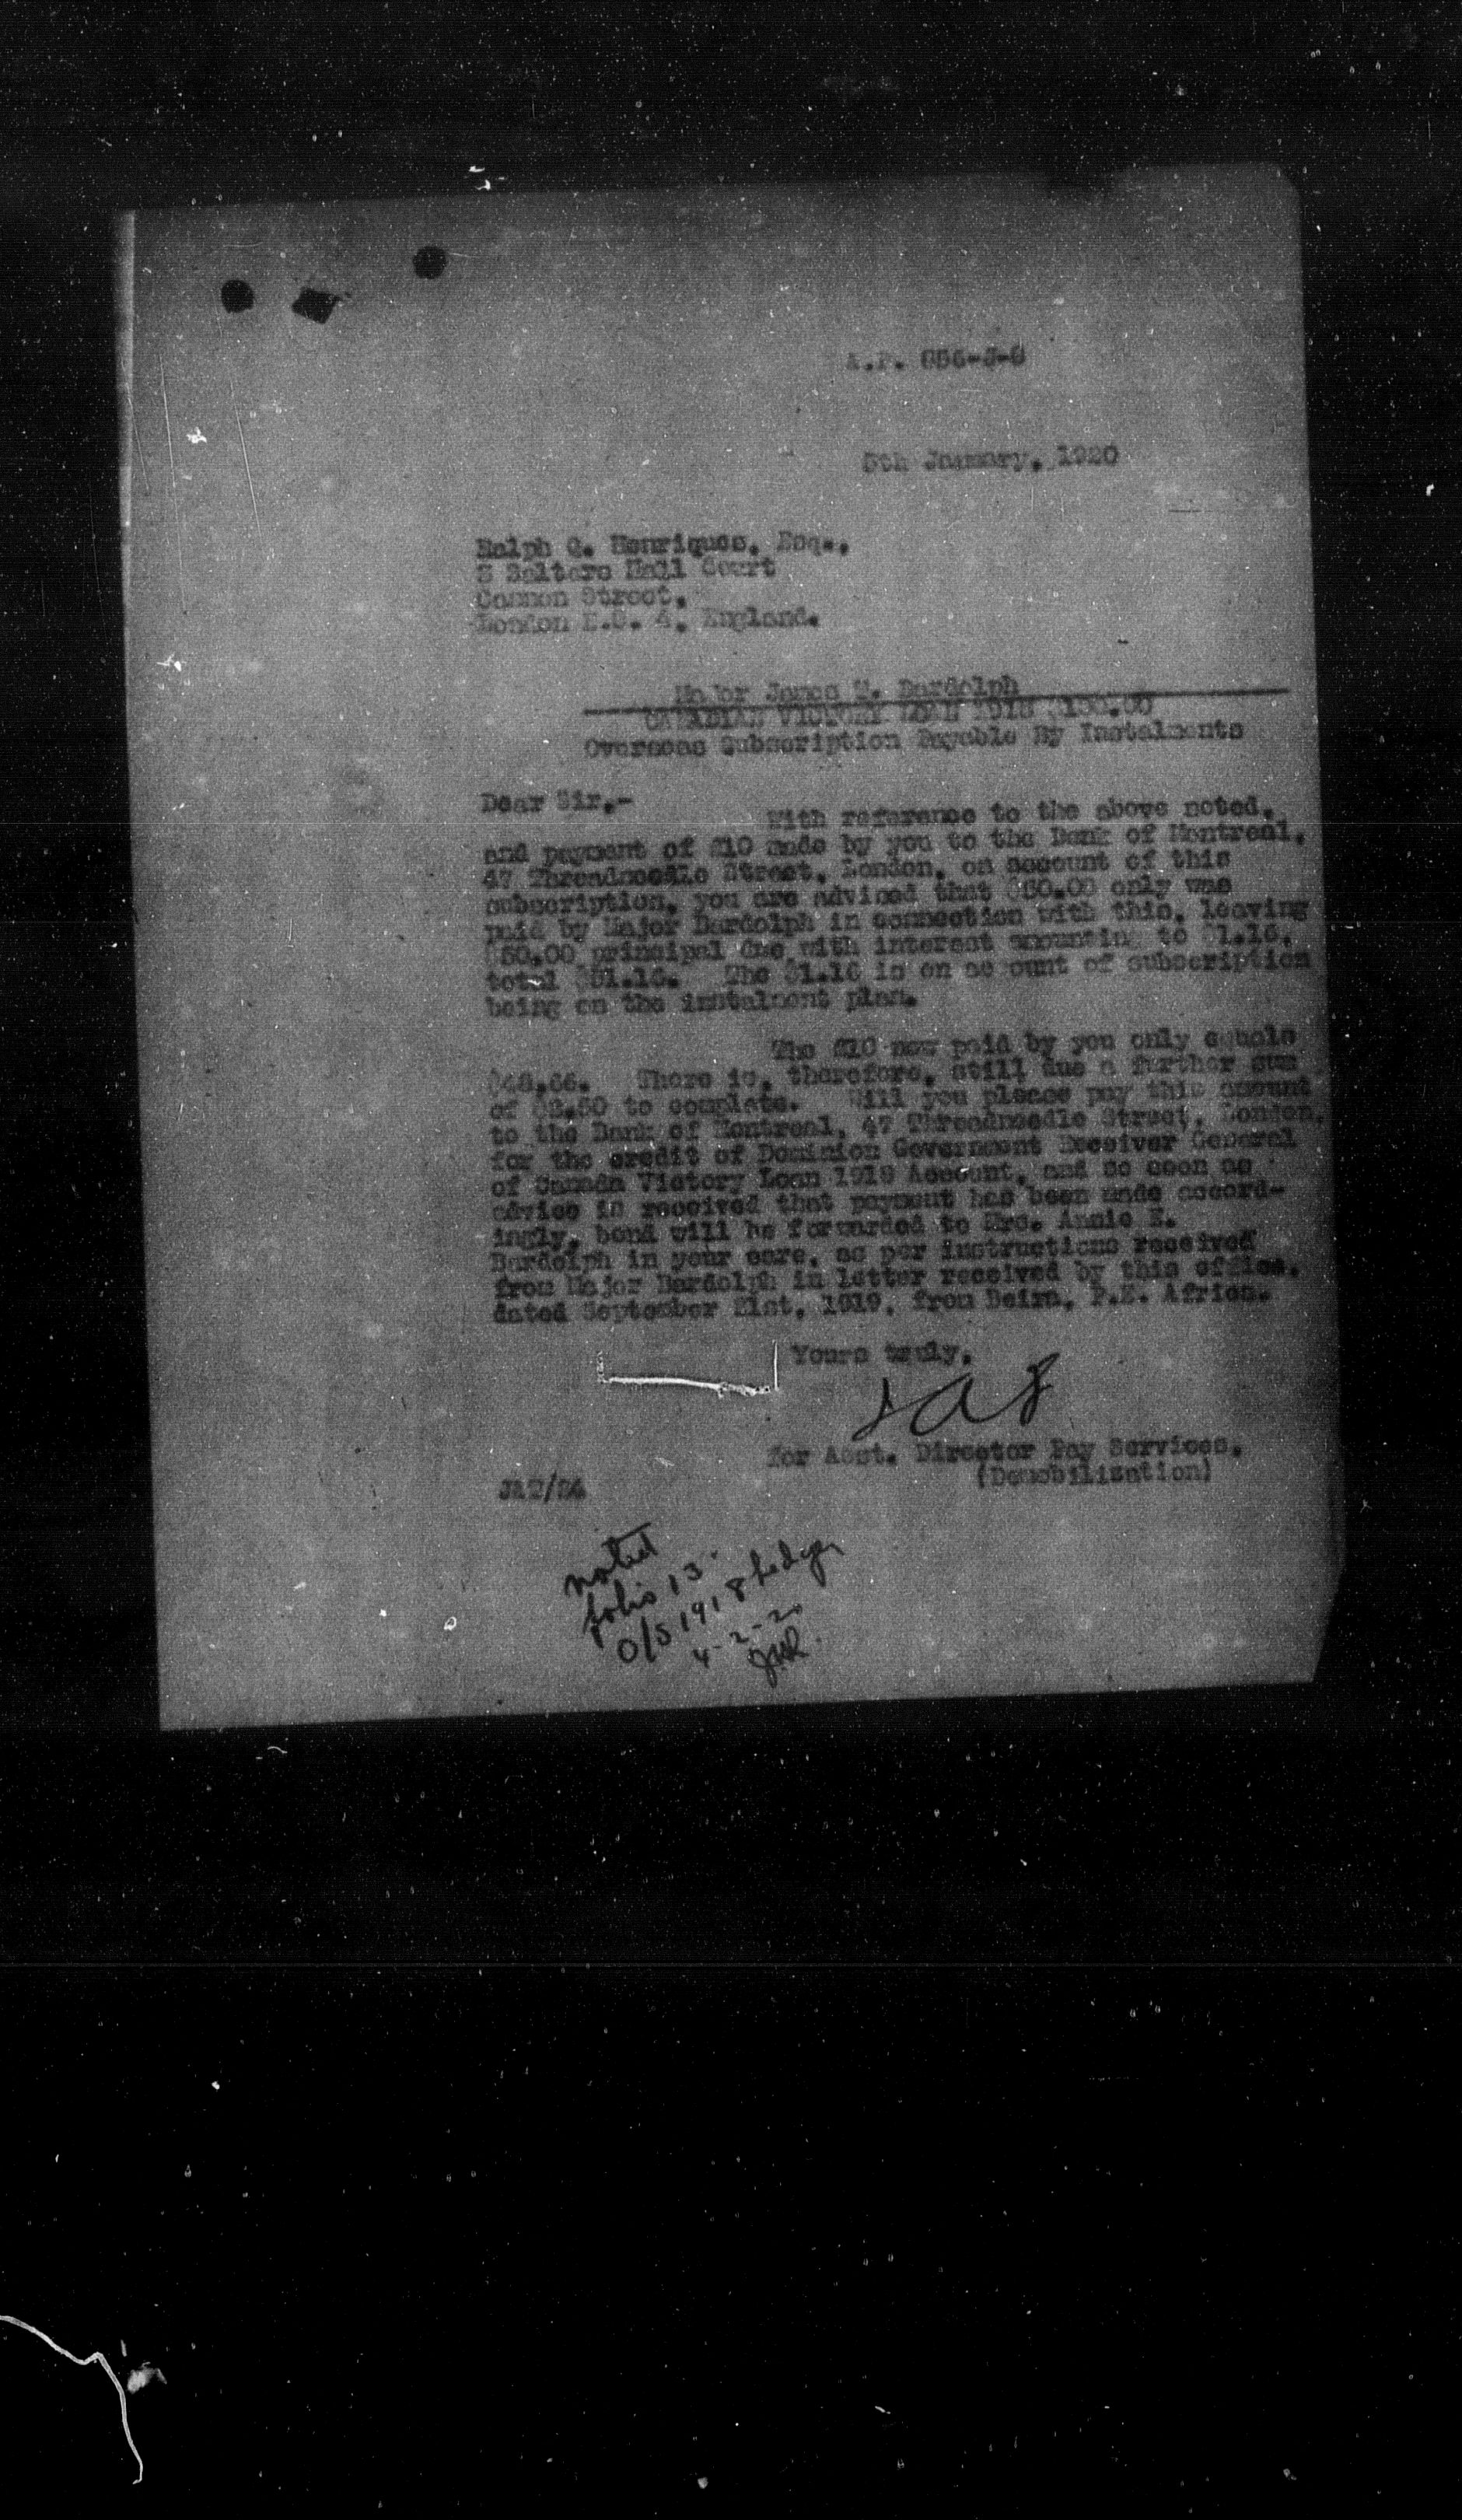 5th January, 1920
Ralph Q. Henriques, Esq.,
Salters Hall Court
Cannon Street,
London E.C. 4, England.
Major James W. Bardolph
CANADIAN VICTORY LOAN 1918 $100.00
Overseas Subscription Payable By Instalments
Dear Sir,-
With reference to the above noted,
and payment of £10 made by you to the Bank of Montreal,
47 Threadneedle Street, London, on account of this
subscription, you are advised that $50.00 only was
paid by Major Bardolph in connection with this, leaving
$50.00 principal due with interest amounting to $1.16,
total $51.16. The $1.16 is on account of subscription
being on the instalment plan.
The £10 now paid by you only equals
$48.66. There is, therefore, still due a further sum
of $2.50 to complete. Will you please pay this amount
to the Bank of Montreal, 47 Threadneedle Street, London,
for the credit of Dominion Government Receiver General
of Canada Victory Loan 1918 Account, and so soon as
advice is received that payment has been made accord-
ingly, bond will be forwarded to Mrs. Annie E.
Bardolph in your care, as per instructions received
from Major Bardolph in letter received by this office,
dated September 21st, 1919, from Beira, P.E. Africa.
Yours truly,
for Asst. Director Pay Services.
(Demobilization)
noted
folio 13
O/S 1918 Ledger
4-2-20